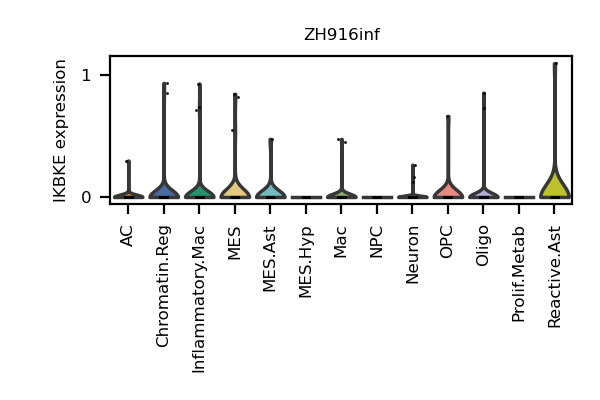 ZH916inf
IKBKE expression
1
0
AC
Chromatin.Reg
Inflammatory.Mac
MES
MES.Ast
MES.Hyp
Mac
NPC
Neuron
OPC
Oligo
Prolif.Metab
Reactive.Ast